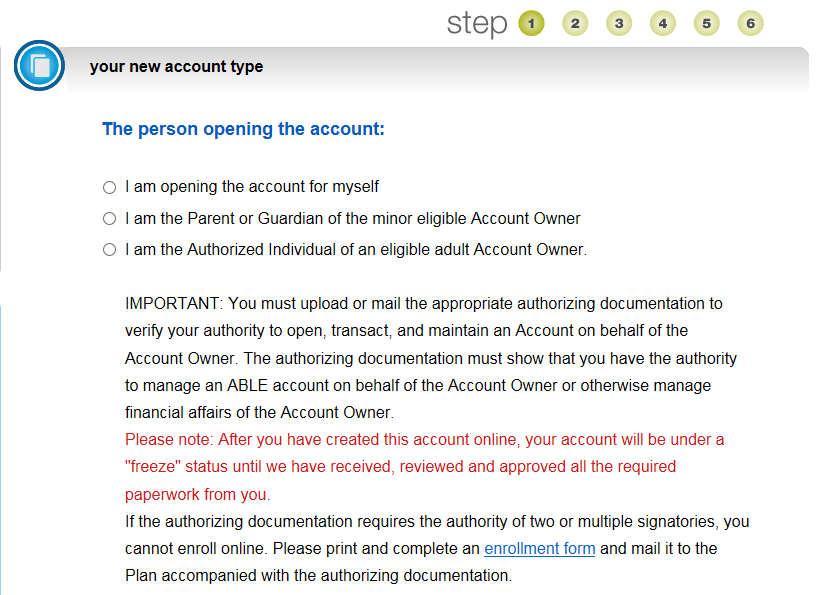 step 1 2 3 4 5 6
your new account type
The person opening the account:
I am opening the account for myself
I am the Parent or Guardian of the minor eligible Account Owner
I am the Authorized Individual of an eligible adult Account Owner.
IMPORTANT: You must upload or mail the appropriate authorizing documentation to
verify your authority to open, transact, and maintain an Account on behalf of the
Account Owner. The authorizing documentation must show that you have the authority
to manage an ABLE account on behalf of the Account Owner or otherwise manage
financial affairs of the Account Owner.
Please note: After you have created this account online, your account will be under a
"freeze" status until we have received, reviewed and approved all the required
paperwork from you.
If the authorizing documentation requires the authority of two or multiple signatories, you
cannot enroll online. Please print and complete an enrollment form and mail it to the
Plan accompanied with the authorizing documentation.